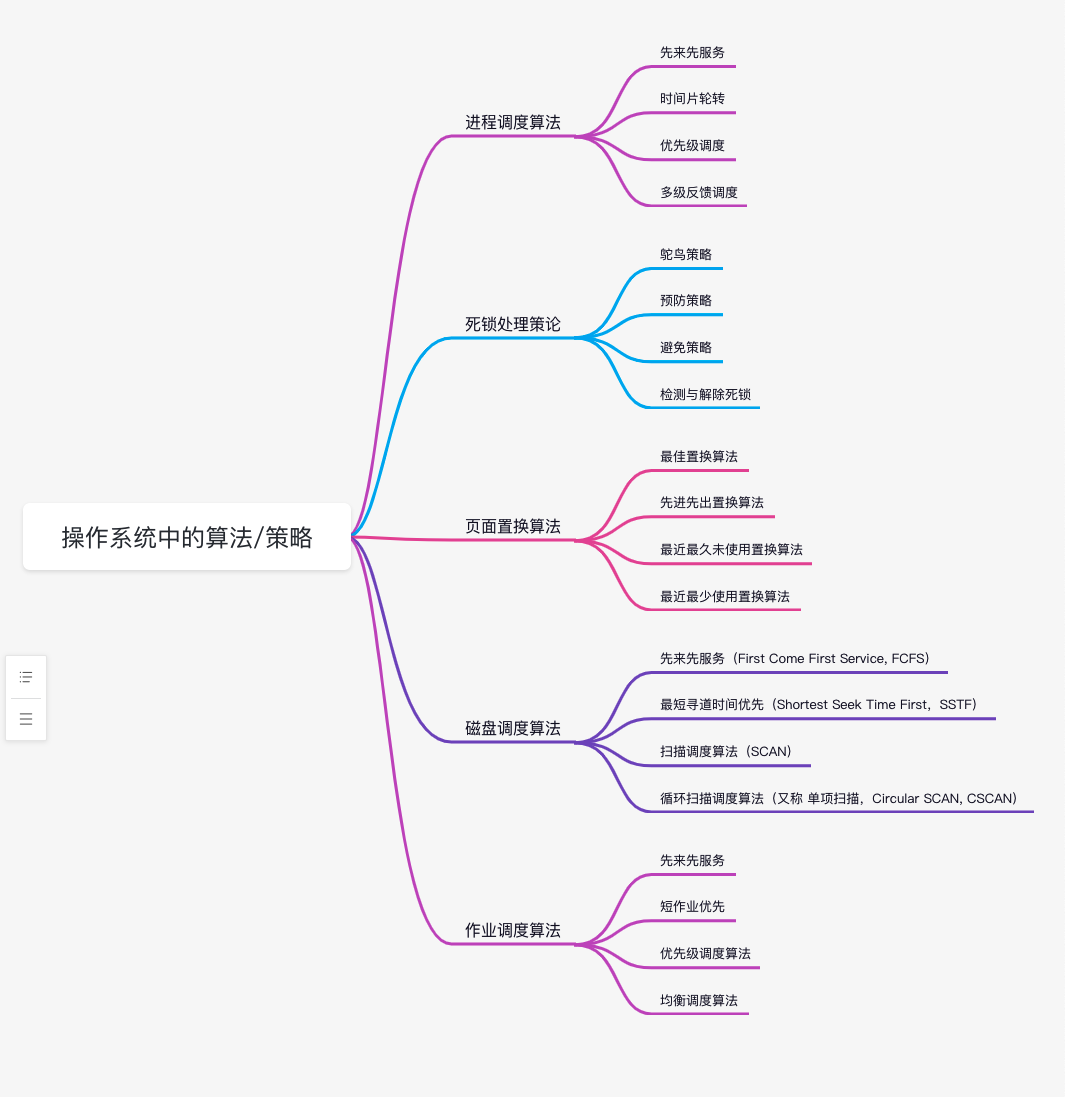 操作系统中的算法/策略
进程调度算法
先来先服务
时间片轮转
优先级调度
多级反馈调度
死锁处理策论
鸵鸟策略
预防策略
避免策略
检测与解除死锁
页面置换算法
最佳置换算法
先进先出置换算法
最近最久未使用置换算法
最近最少使用置换算法
磁盘调度算法
先来先服务（First Come First Service, FCFS）
最短寻道时间优先（Shortest Seek Time First，SSTF）
扫描调度算法（SCAN）
循环扫描调度算法（又称 单项扫描，Circular SCAN, CSCAN）
作业调度算法
先来先服务
短作业优先
优先级调度算法
均衡调度算法